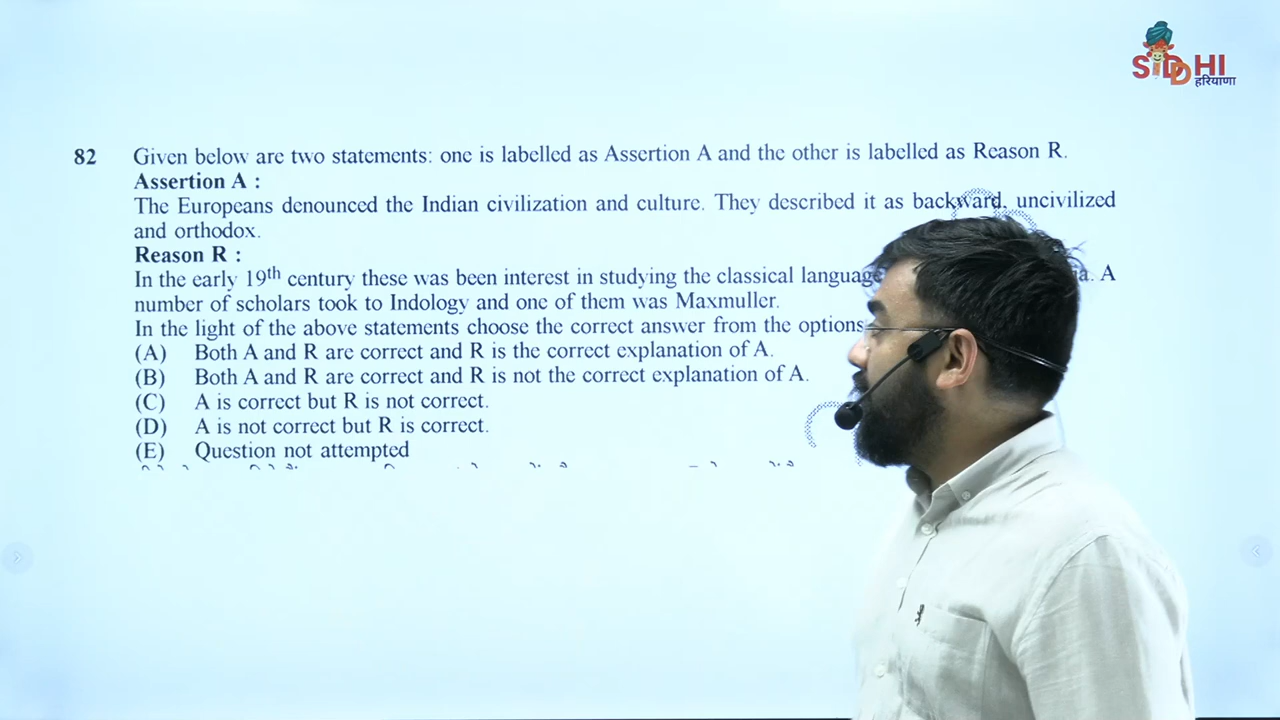 SIDDHI
हरियाणा
82 Given below are two statements: one is labelled as Assertion A and the other is labelled as Reason R.
Assertion A :
The Europeans denounced the Indian civilization and culture. They described it as backward, uncivilized
and orthodox.
Reason R :
In the early 19th century these was been interest in studying the classical language A
number of scholars took to Indology and one of them was Maxmuller.
In the light of the above statements choose the correct answer from the options
(A) Both A and R are correct and R is the correct explanation of A.
(B) Both A and R are correct and R is not the correct explanation of A.
(C) A is correct but R is not correct.
(D) A is not correct but R is correct.
(E) Question not attempted